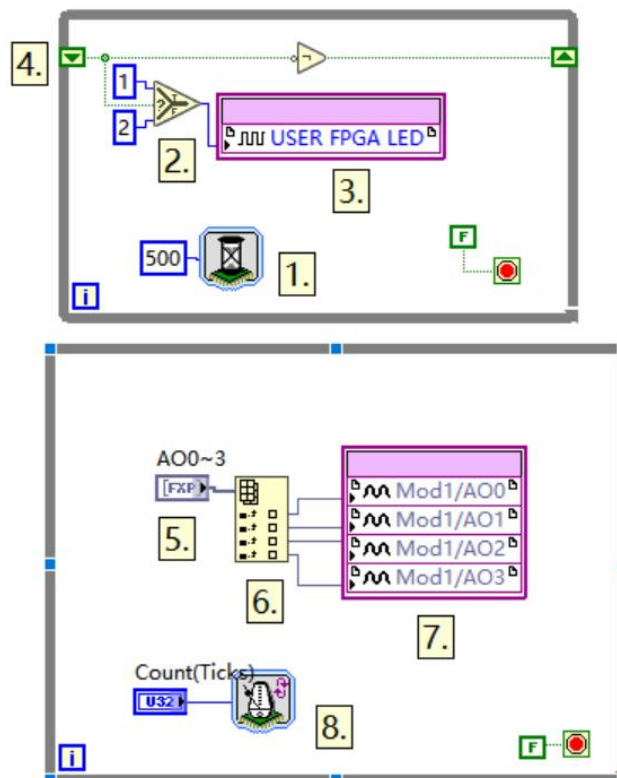 4.
1
2
2.
USER FPGA LED
3.
500
1.
F
i
AO0~3
[FXP]
5.
6.
Mod1/AO0
Mod1/AO1
Mod1/AO2
Mod1/AO3
7.
Count(Ticks)
U32
8.
F
i